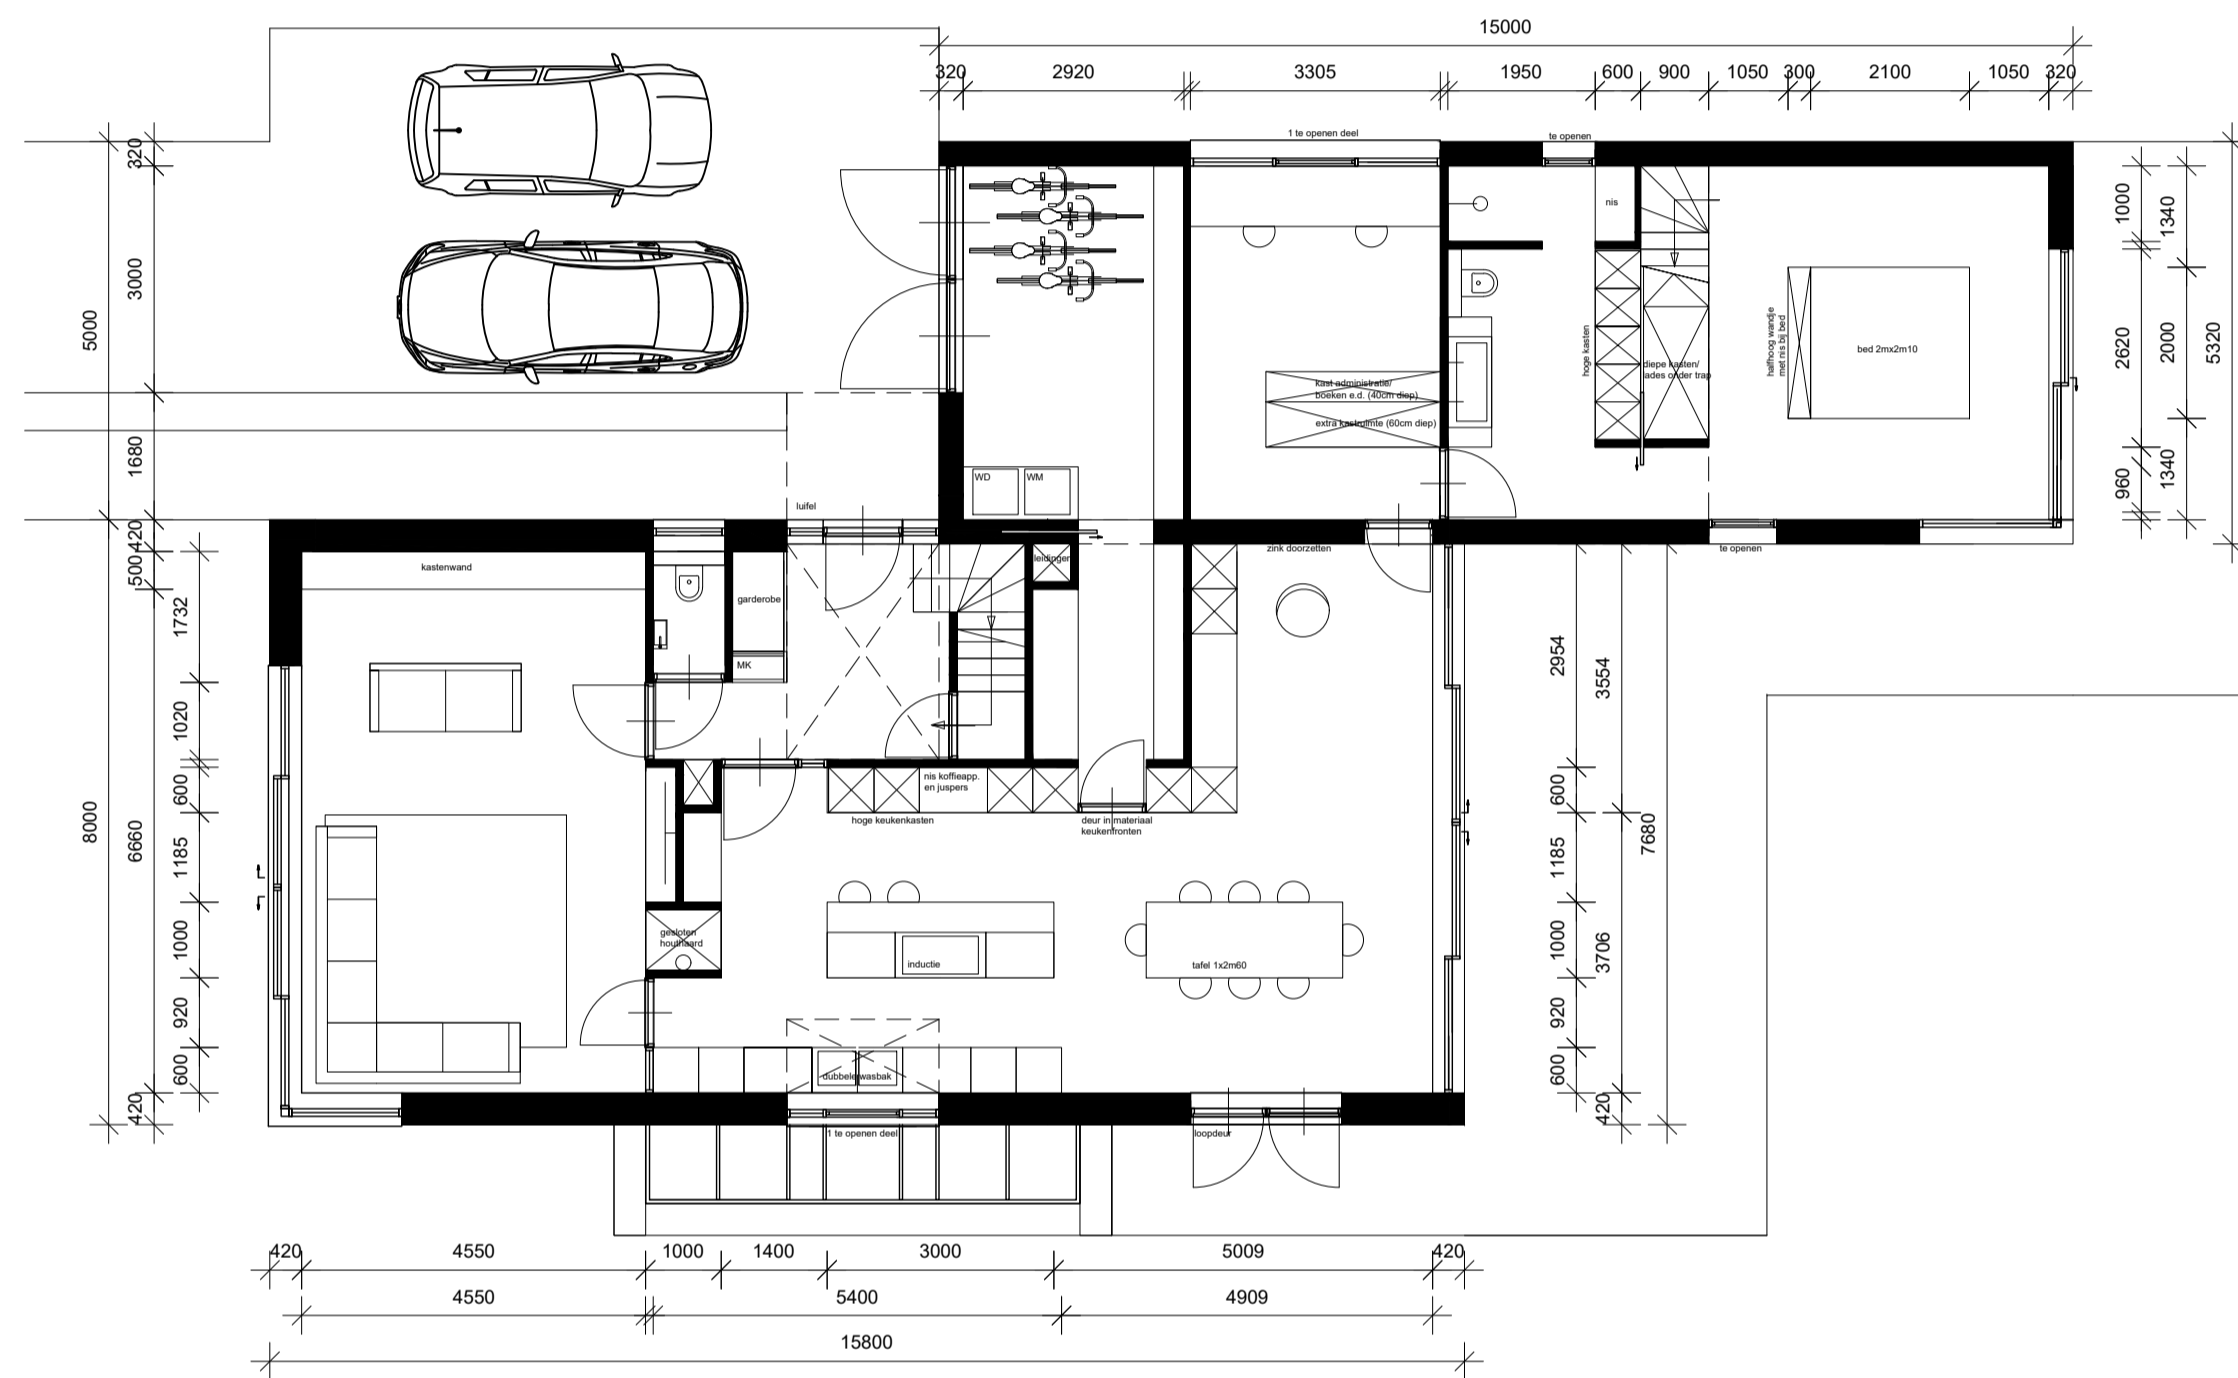 15000
320 2920 3305 1950 600 900 1050 300 2100 1050 320
1 te openen deel
te openen
320
3000
5000
1680
420
500
1732
1020
600
1185
1000
920
600
420
8000
6660
1000
1340
2620
2000
5320
960
1340
nis
hoge kasten
diepe kasten/
lades onder trap
halfhoog wandje
met nis bij bed
bed 2mx2m10
kast administratie/
boeken e.d. (40cm diep)
extra kastruimte (60cm diep)
WD WM
luifel
leidingen
zink doorzetten
te openen
kastenwand
garderobe
MK
nis koffieapp.
en juspers
hoge keukenkasten
deur in materiaal
keukenfronten
gesloten
houthaard
inductie
tafel 1x2m60
dubbele wasbak
1 te openen deel
loopdeur
2954
3554
600
1185
7680
1000
3706
920
600
420
420 4550 1000 1400 3000 5009 420
4550 5400 4909
15800